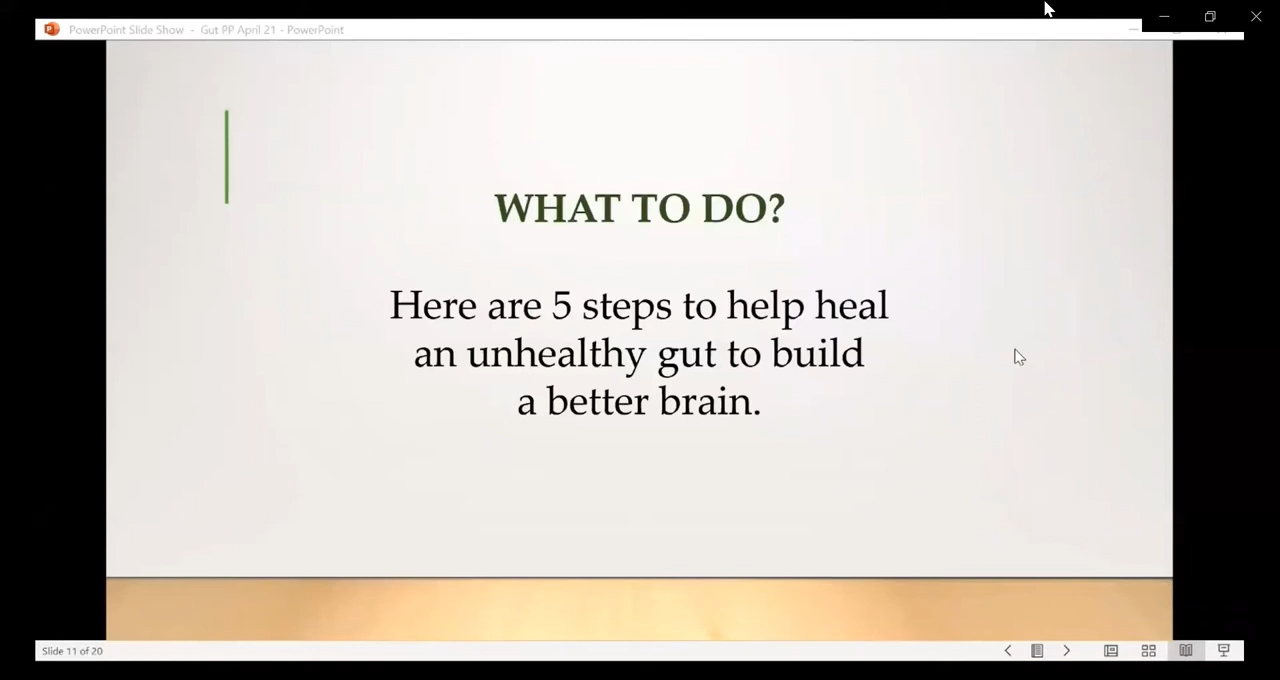 PowerPoint Slide Show - Gut PP April 21 - PowerPoint
WHAT TO DO?
Here are 5 steps to help heal
an unhealthy gut to build
a better brain.
Slide 11 of 20